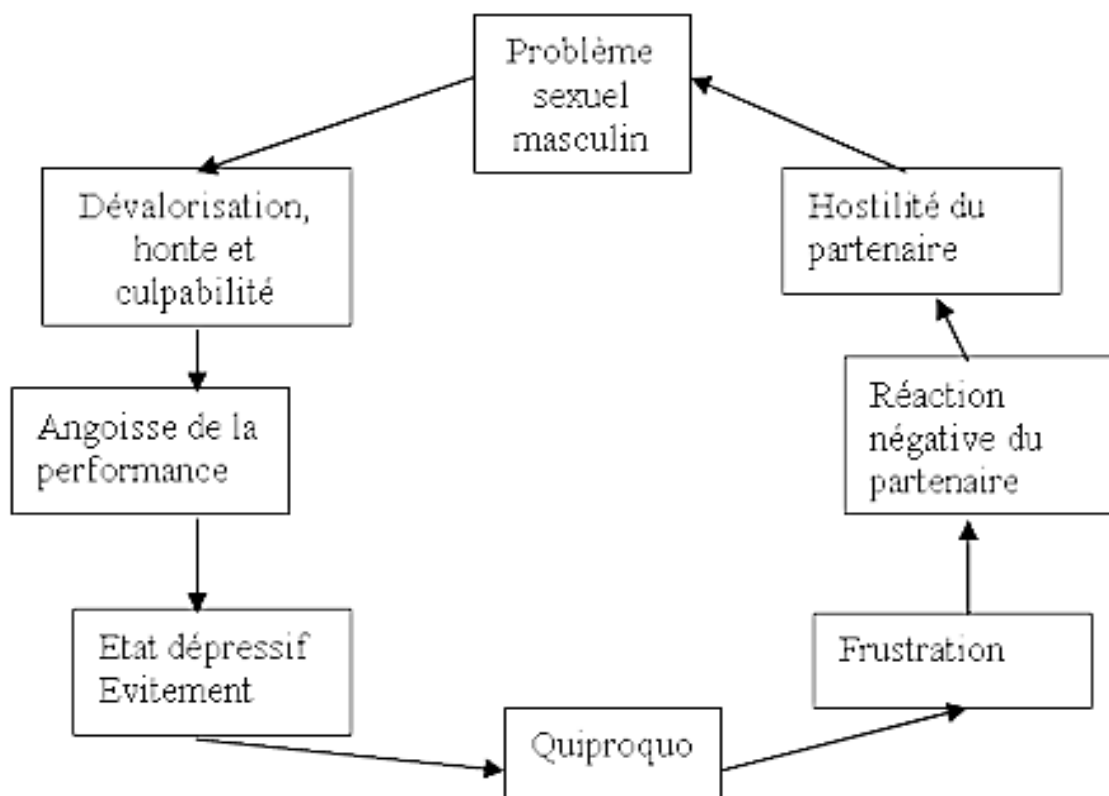 Problème
sexuel
masculin
Dévalorisation,
honte et
culpabilité
Angoisse de la
performance
Etat dépressif
Evitement
Quiproquo
Frustration
Réaction
négative du
partenaire
Hostilité du
partenaire